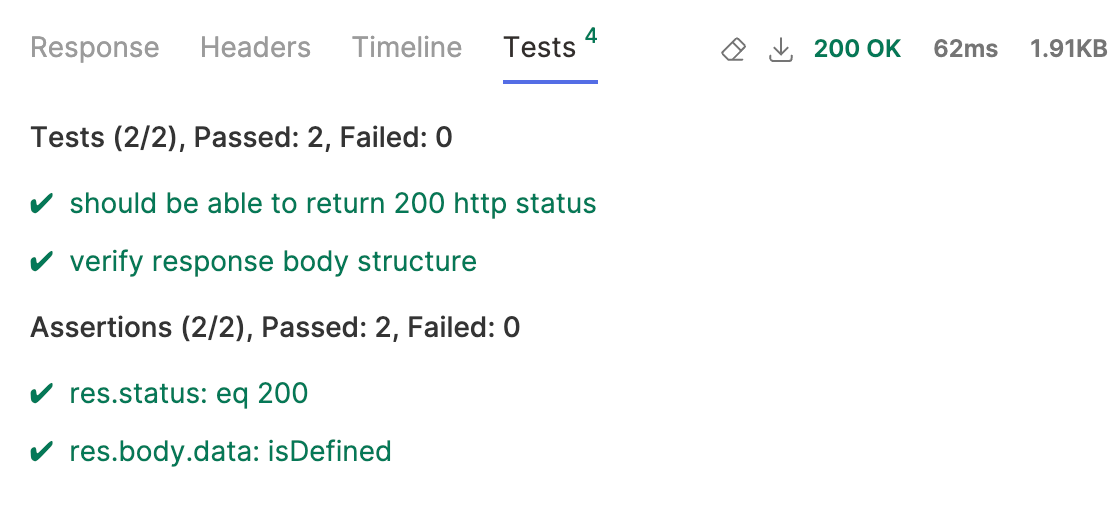 Response Headers Timeline Tests 4 200 OK 62ms 1.91KB
Tests (2/2), Passed: 2, Failed: 0
✔ should be able to return 200 http status
✔ verify response body structure
Assertions (2/2), Passed: 2, Failed: 0
✔ res.status: eq 200
✔ res.body.data: isDefined